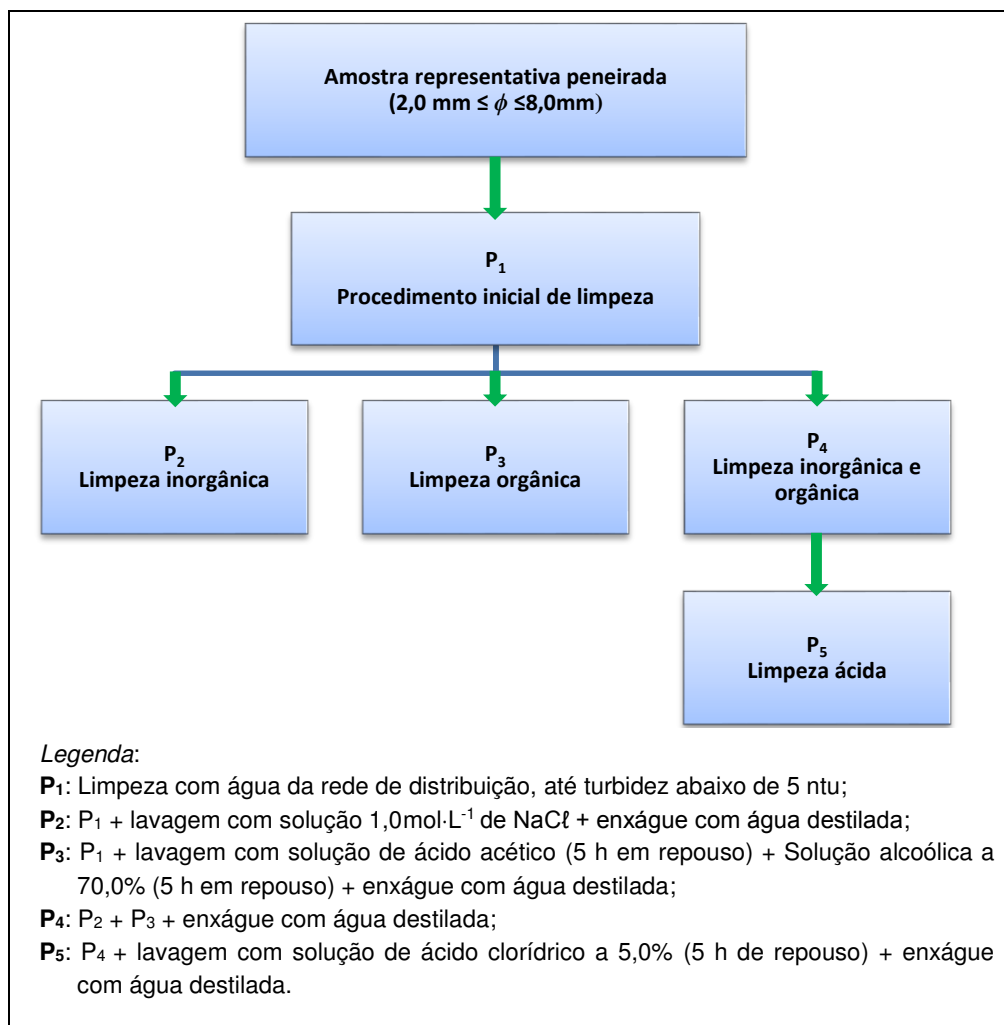 Amostra representativa peneirada
(2,0 mm ≤ ϕ ≤8,0mm)
P₁
Procedimento inicial de limpeza
P₂
Limpeza inorgânica
P₃
Limpeza orgânica
P₄
Limpeza inorgânica e
orgânica
P₅
Limpeza ácida
Legenda:
P₁: Limpeza com água da rede de distribuição, até turbidez abaixo de 5 ntu;
P₂: P₁ + lavagem com solução 1,0mol·L⁻¹ de NaCℓ + enxágue com água destilada;
P₃: P₁ + lavagem com solução de ácido acético (5 h em repouso) + Solução alcoólica a
70,0% (5 h em repouso) + enxágue com água destilada;
P₄: P₂ + P₃ + enxágue com água destilada;
P₅: P₄ + lavagem com solução de ácido clorídrico a 5,0% (5 h de repouso) + enxágue
com água destilada.